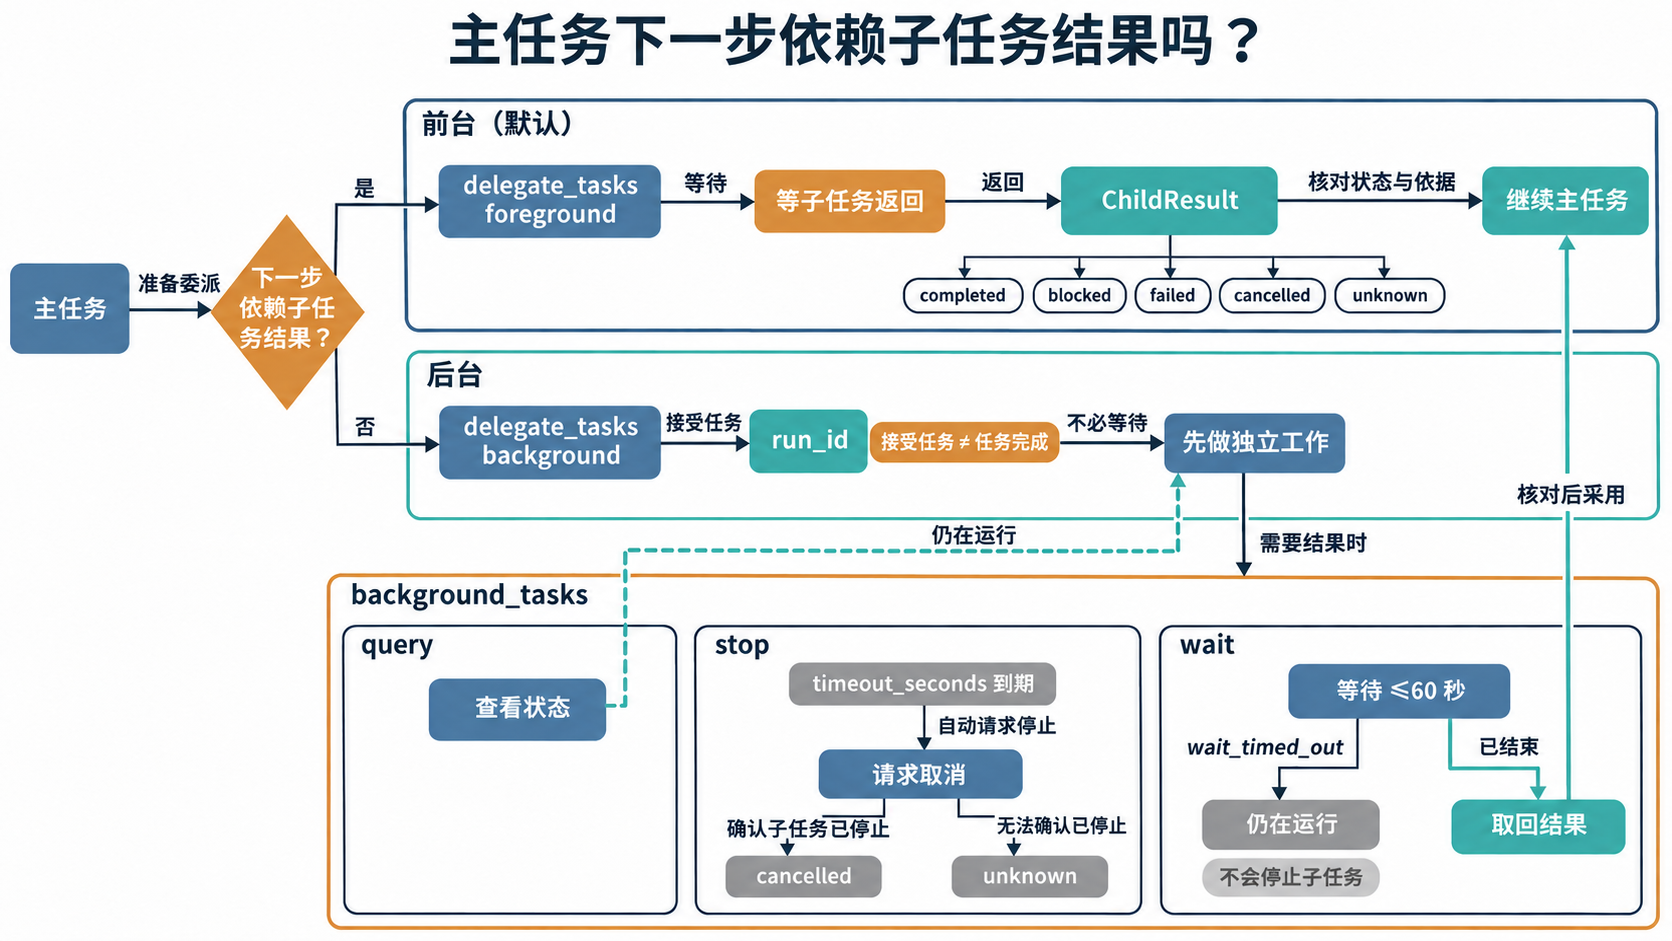 主任务下一步依赖子任务结果吗？
前台（默认）
主任务
准备委派
下一步
依赖子任
务结果？
是
delegate_tasks
foreground
等待
等子任务返回
返回
ChildResult
核对状态与依据
继续主任务
completed
blocked
failed
cancelled
unknown
后台
否
delegate_tasks
background
接受任务
run_id
接受任务 ≠ 任务完成
不必等待
先做独立工作
核对后采用
仍在运行
需要结果时
background_tasks
query
查看状态
stop
timeout_seconds 到期
自动请求停止
请求取消
确认子任务已停止
无法确认已停止
cancelled
unknown
wait
等待 ≤60 秒
wait_timed_out
已结束
仍在运行
取回结果
不会停止子任务